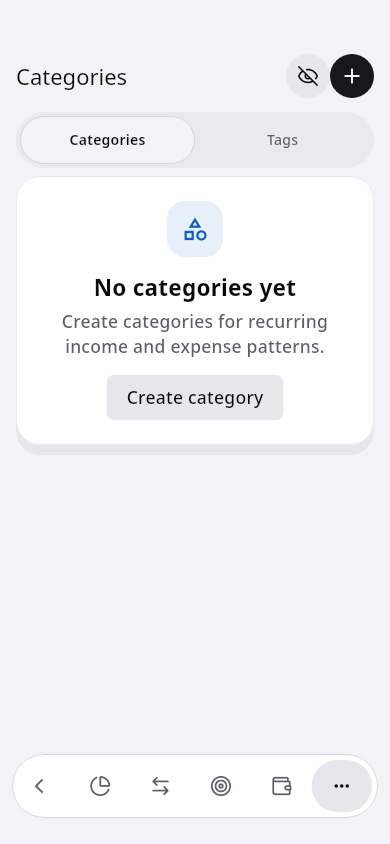 Categories
Categories
Tags
No categories yet
Create categories for recurring
income and expense patterns.
Create category